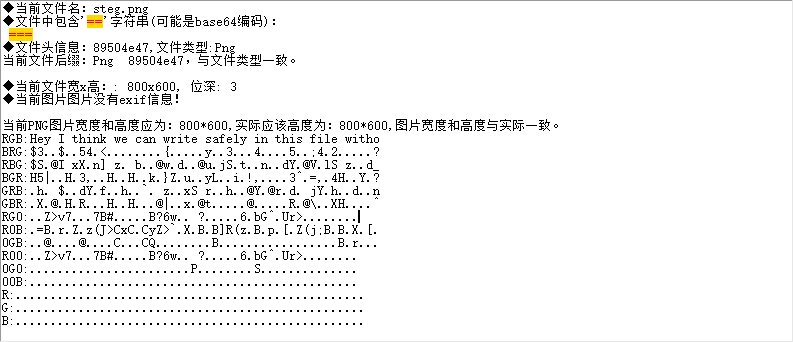 ◆当前文件名: steg.png
◆文件中包含'=='字符串(可能是base64编码):
===
◆文件头信息: 89504e47,文件类型:Png
当前文件后缀: Png  89504e47, 与文件类型一致。
◆当前文件宽x高: : 800x600, 位深: 3
◆当前图片图片没有exif信息!
当前PNG图片宽度和高度应为: 800*600,实际应该高度为: 800*600,图片宽度和高度与实际一致。
RGB:Hey I think we can write safely in this file witho
BRG:$3..$..54.<........{.....y..3...4....5..;4.2.....?
RBG:$S.@I xX.n] z. b..@w.d..@u.jS.t..n..dY.@V.lS z..d_
BGR:H5|..H.3,..H..H..k.}Z.u..yL..i.!,....3^.=,.4H..Y.?
GRB:.h. $..dY.f..h..`. z..xS r..h..@Y.@r.d. jY.h..d..n
GBR:.X.@.H.R...H..H...@|..x.@t.....@.....R.@\..XH....^
RG0:..Z>v7...7B#.....B?6w.. ?.....6.bG^.Ur>........
R0B:.=B.r.Z.z(J>CxC.CyZ>`.X.B.B]R(z.B.p.[.Z(j;B.B.X.[.
0GB:..@....@....C...CQ........B.................B.r...
R00:..Z>v7...7B#.....B?6w.. ?.....6.bG^.Ur>........
0G0:.......................P........S..............
00B:...................................................
R:..................................................
G:..................................................
B:..................................................